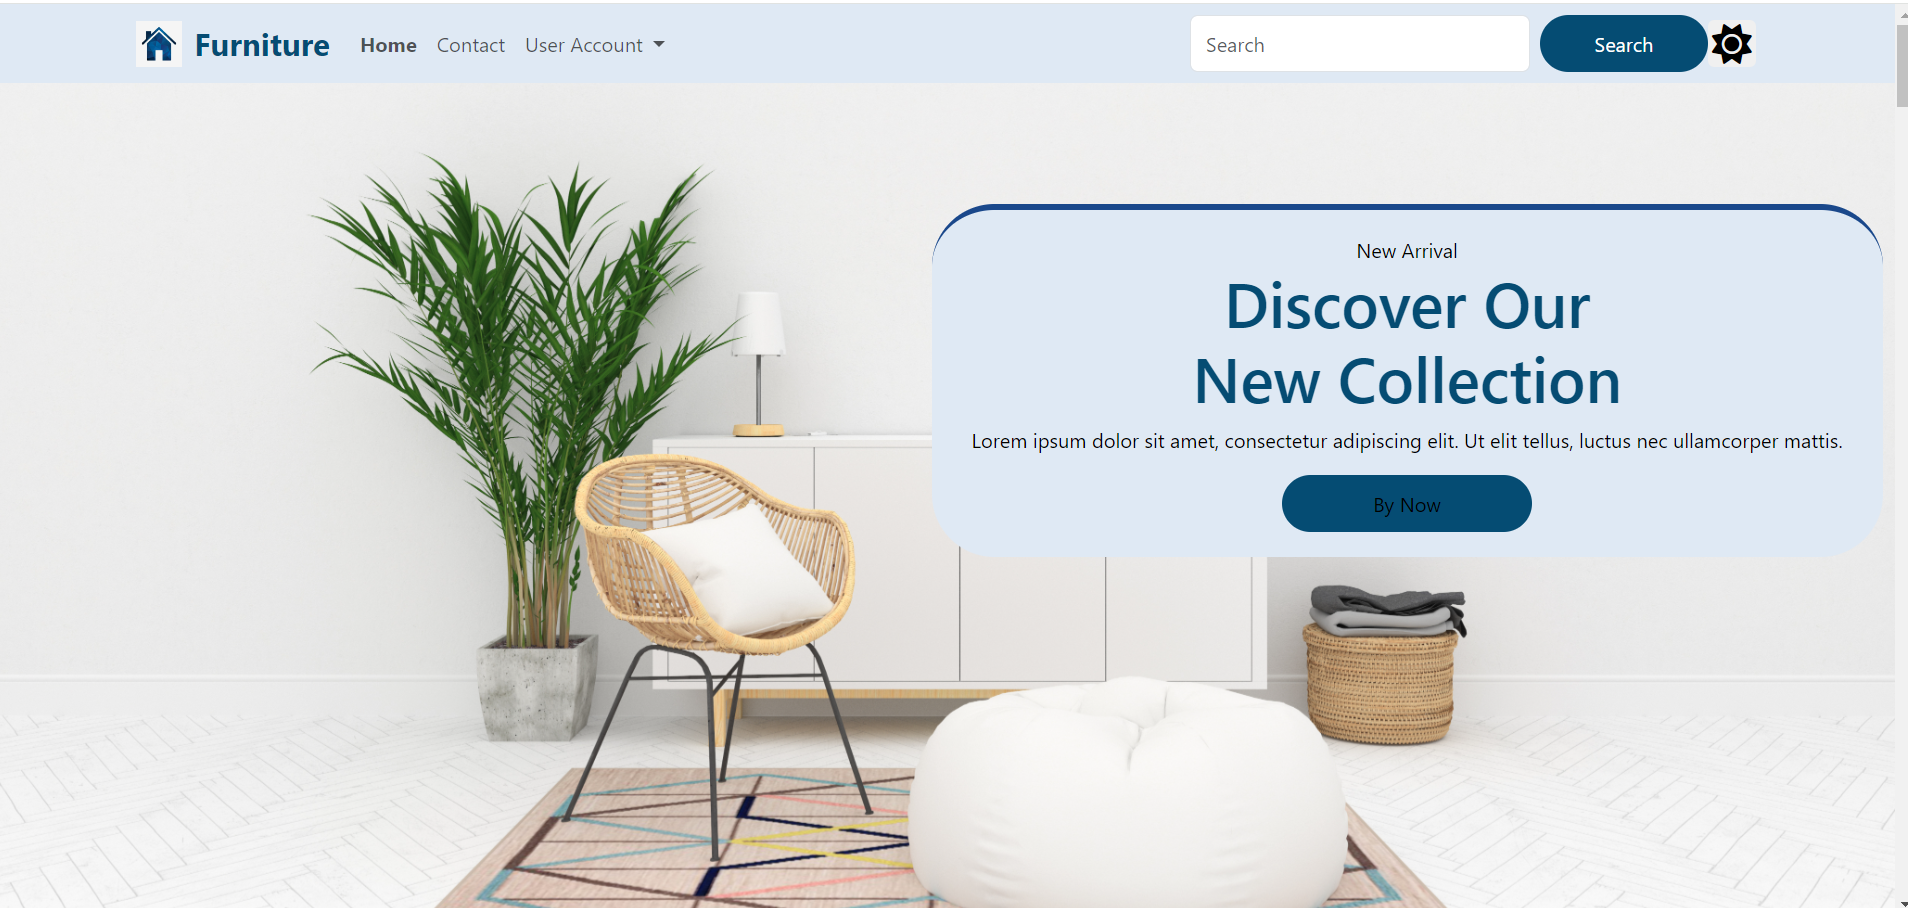 Furniture
Home
Contact
User Account
Search
Search
New Arrival
Discover Our
New Collection
Lorem ipsum dolor sit amet, consectetur adipiscing elit. Ut elit tellus, luctus nec ullamcorper mattis.
By Now